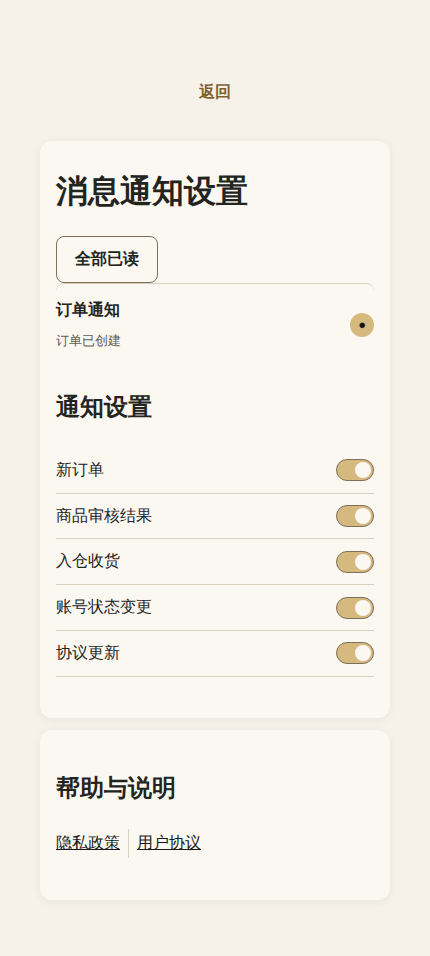 返回
消息通知设置
全部已读
订单通知
订单已创建
通知设置
新订单
商品审核结果
入仓收货
账号状态变更
协议更新
帮助与说明
隐私政策 用户协议